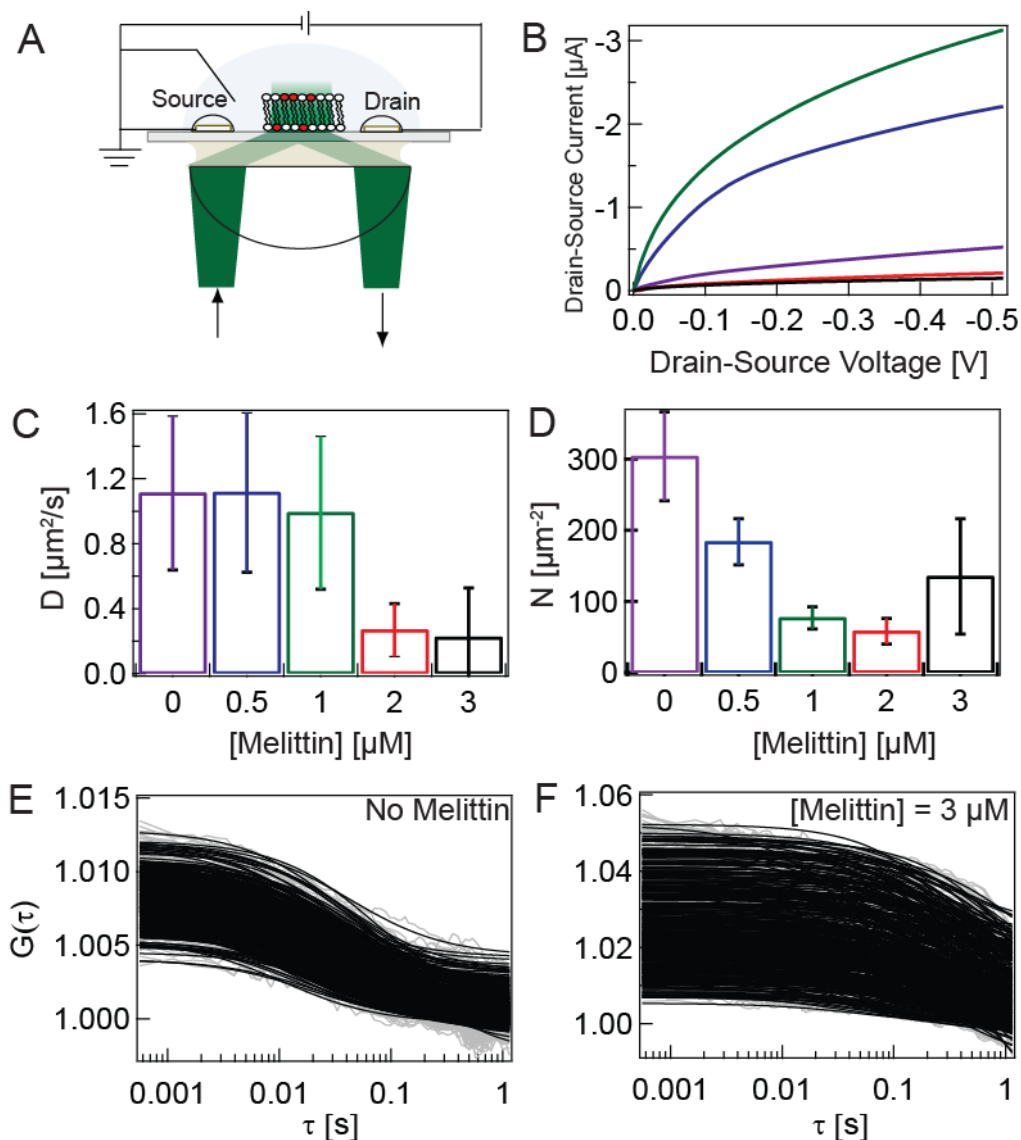 A
Source
Drain
B
Drain-Source Current [µA]
-3
-2
-1
0
0.0 -0.1 -0.2 -0.3 -0.4 -0.5
Drain-Source Voltage [V]
C
D [µm²/s]
1.6
1.2
0.8
0.4
0.0
0 0.5 1 2 3
[Melittin] [µM]
D
N [µm⁻²]
300
200
100
0
0 0.5 1 2 3
[Melittin] [µM]
E
No Melittin
G(τ)
1.015
1.010
1.005
1.000
0.001 0.01 0.1 1
τ [s]
F
[Melittin] = 3 µM
1.06
1.04
1.02
1.00
0.001 0.01 0.1 1
τ [s]